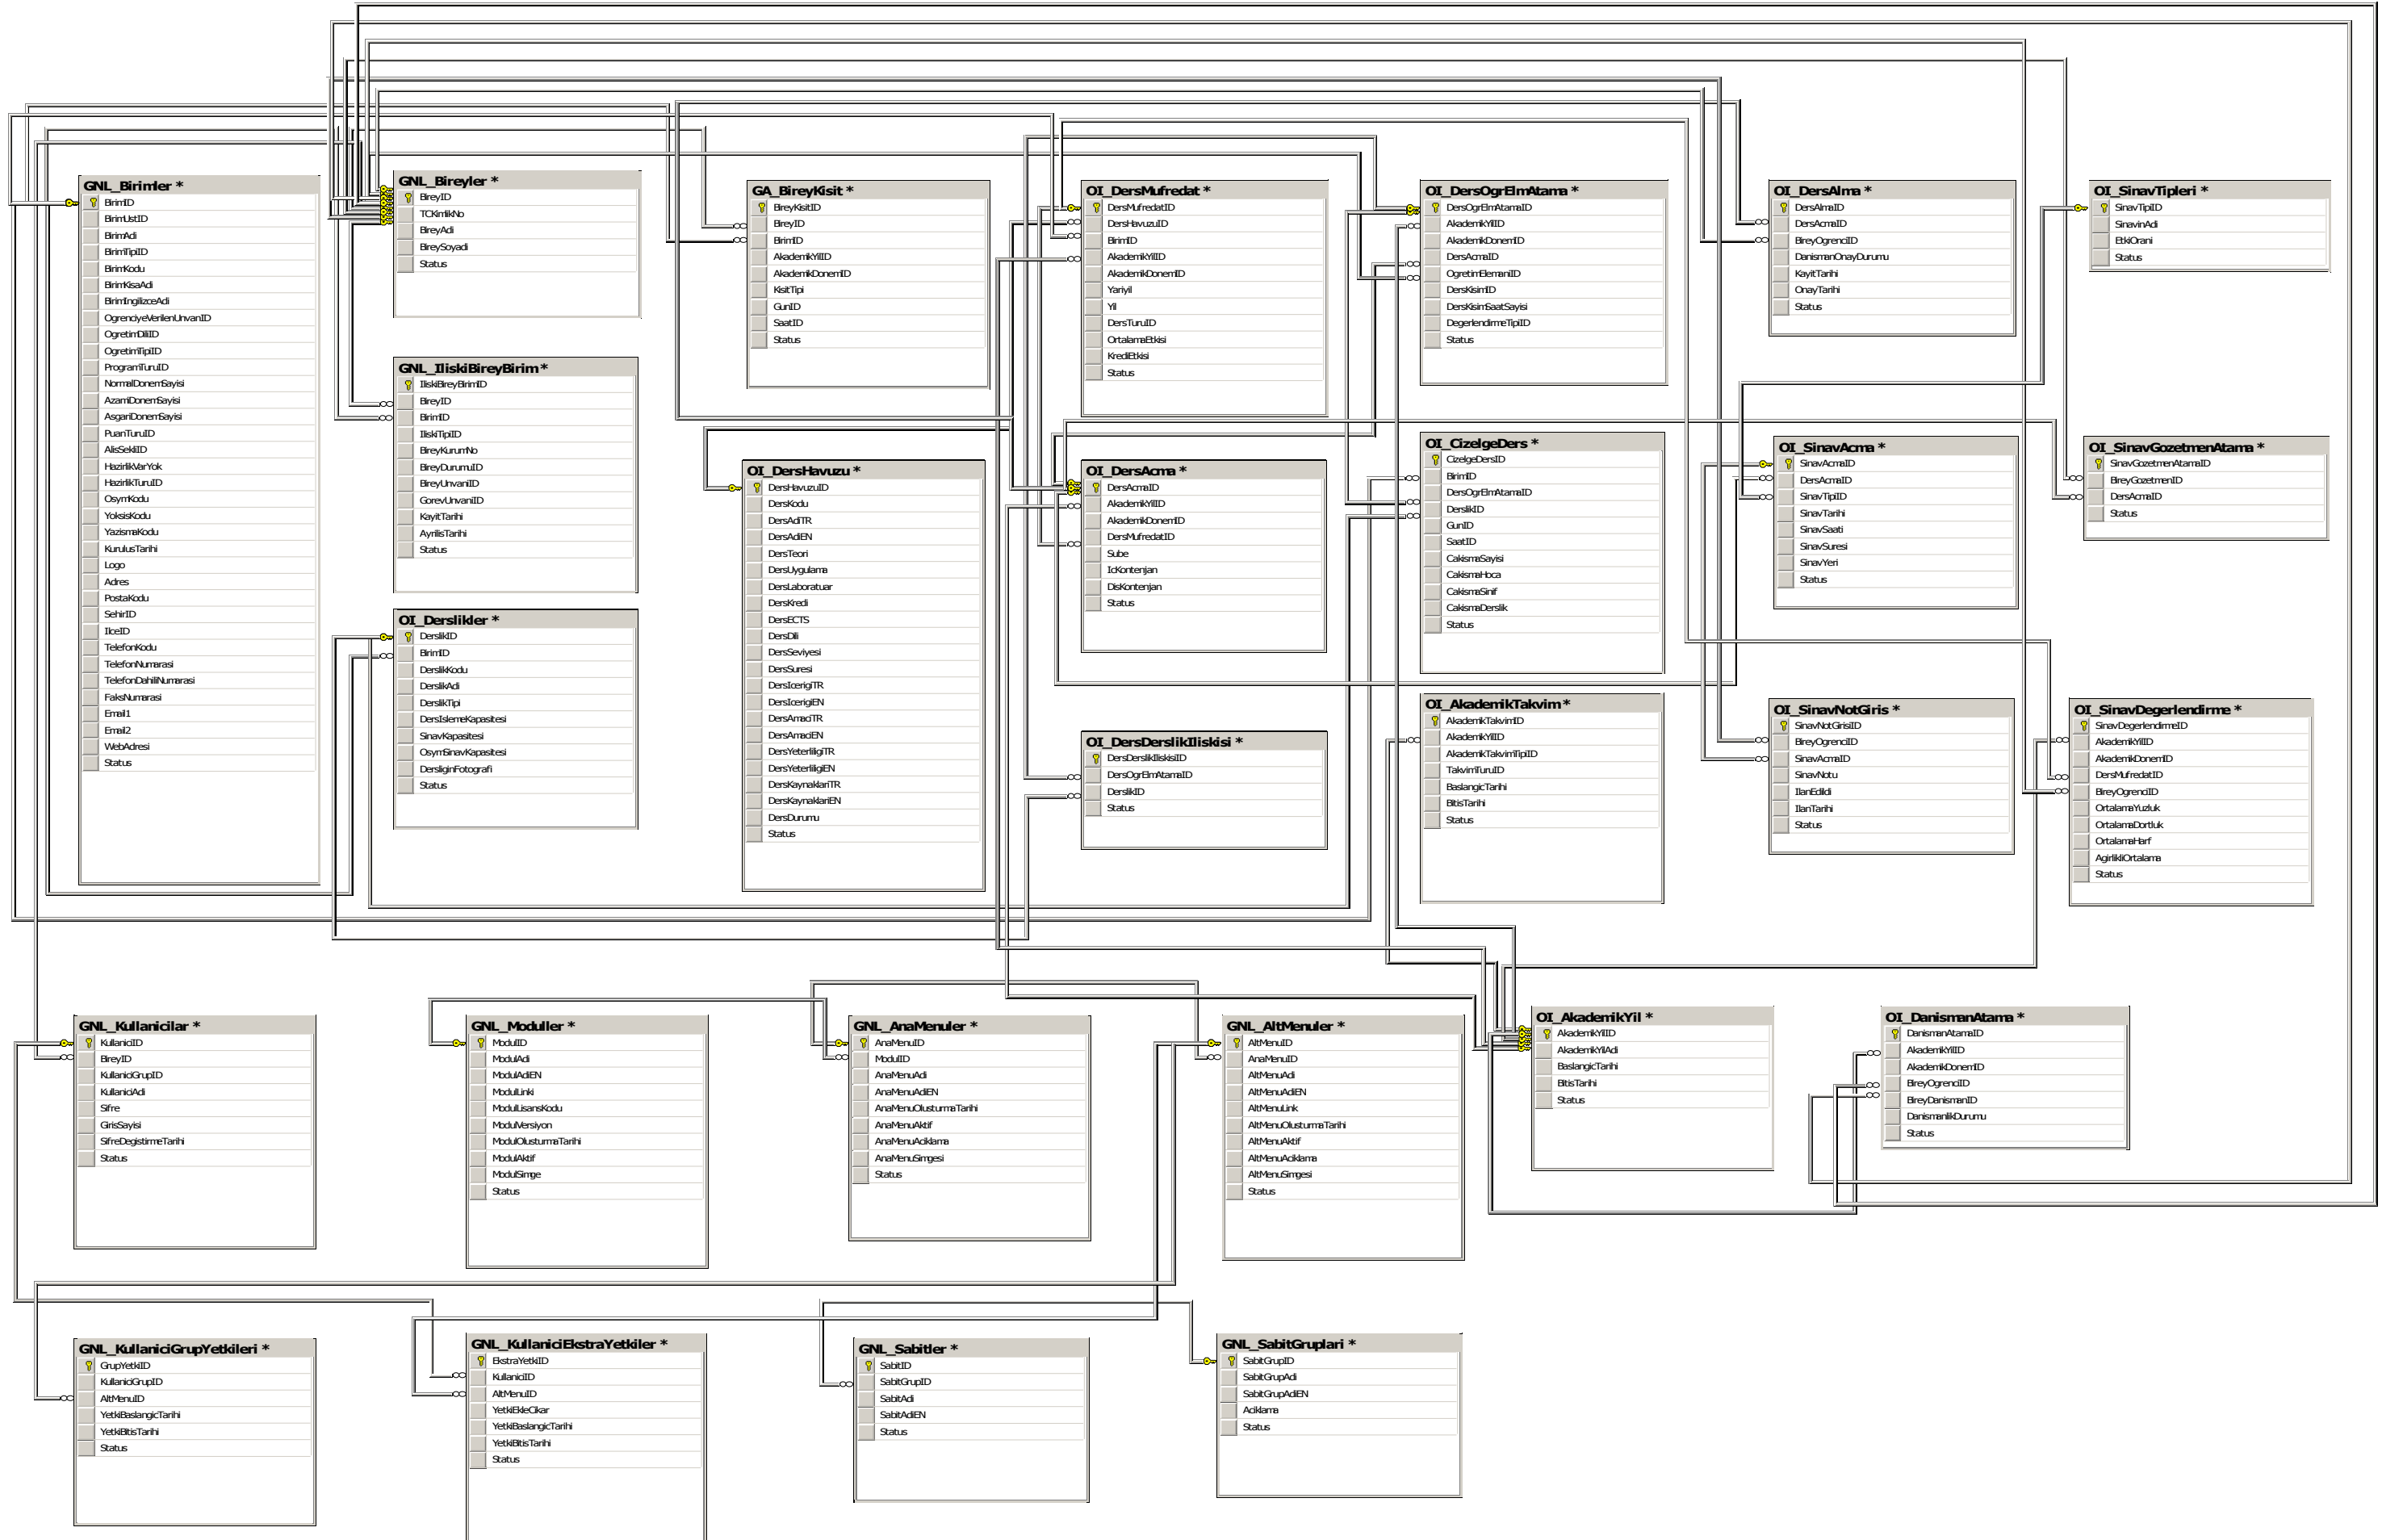 GNL_Birimler *
BirimID
BirimUstID
BirimAdi
BirimTipiID
BirimKodu
BirimKisaAdi
BirimIngilizceAdi
OgrenciyeVerilenUnvanID
OgretimDiliID
OgretimTipiID
ProgramTuruID
NormalDonemSayisi
AzamiDonemSayisi
AsgariDonemSayisi
PuanTuruID
AlisSekliID
HazirlikVarYok
HazirlikTuruID
OsymKodu
YoksisKodu
YazismaKodu
KurulusTarihi
Logo
Adres
PostaKodu
SehirID
IlceID
TelefonKodu
TelefonNumarasi
TelefonDahiliNumarasi
FaksNumarasi
Email1
Email2
WebAdresi
Status
GNL_Bireyler *
BireyID
TCKimlikNo
BireyAdi
BireySoyadi
Status
GNL_IliskiBireyBirim *
IliskiBireyBirimID
BireyID
BirimID
IliskiTipiID
BireyKurumNo
BireyDurumuID
BireyUnvaniID
GorevUnvaniID
KayitTarihi
AyrilisTarihi
Status
OI_Derslikler *
DerslikID
BirimID
DerslikKodu
DerslikAdi
DerslikTipi
DersIslemeKapasitesi
SinavKapasitesi
OsymSinavKapasitesi
DersliginFotografi
Status
GA_BireyKisit *
BireyKisitID
BireyID
BirimID
AkademikYilID
AkademikDonemID
KisitTipi
GunID
SaatID
Status
OI_DersHavuzu *
DersHavuzuID
DersKodu
DersAdiTR
DersAdiEN
DersTeori
DersUygulama
DersLaboratuar
DersKredi
DersECTS
DersDili
DersSeviyesi
DersSuresi
DersIcerigiTR
DersIcerigiEN
DersAmaciTR
DersAmaciEN
DersYeterliligiTR
DersYeterliligiEN
DersKaynaklariTR
DersKaynaklariEN
DersDurumu
Status
OI_DersMufredat *
DersMufredatID
DersHavuzuID
BirimID
AkademikYilID
AkademikDonemID
Yariyil
Yil
DersTuruID
OrtalamaEtkisi
KrediEtkisi
Status
OI_DersAcma *
DersAcmaID
AkademikYilID
AkademikDonemID
DersMufredatID
Sube
IcKontenjan
DisKontenjan
Status
OI_DersDerslikIliskisi *
DersDerslikIliskisiID
DersOgrElmAtamaID
DerslikID
Status
OI_DersOgrElmAtama *
DersOgrElmAtamaID
AkademikYilID
AkademikDonemID
DersAcmaID
OgretimElemaniID
DersKisimID
DersKisimSaatSayisi
DegerlendirmeTipiID
Status
OI_CizelgeDers *
CizelgeDersID
BirimID
DersOgrElmAtamaID
DerslikID
GunID
SaatID
CakismaSayisi
CakismaHoca
CakismaSinif
CakismaDerslik
Status
OI_AkademikTakvim *
AkademikTakvimID
AkademikYilID
AkademikTakvimTipiID
TakvimTuruID
BaslangicTarihi
BitisTarihi
Status
OI_DersAlma *
DersAlmaID
DersAcmaID
BireyOgrenciID
DanismanOnayDurumu
KayitTarihi
OnayTarihi
Status
OI_SinavAcma *
SinavAcmaID
DersAcmaID
SinavTipiID
SinavTarihi
SinavSaati
SinavSuresi
SinavYeri
Status
OI_SinavNotGiris *
SinavNotGirisiID
BireyOgrenciID
SinavAcmaID
SinavNotu
IlanEdildi
IlanTarihi
Status
OI_SinavTipleri *
SinavTipiID
SinavinAdi
EtkiOrani
Status
OI_SinavGozetmenAtama *
SinavGozetmenAtamaID
BireyGozetmenID
DersAcmaID
Status
OI_SinavDegerlendirme *
SinavDegerlendirmeID
AkademikYilID
AkademikDonemID
DersMufredatID
BireyOgrenciID
OrtalamaYuzluk
OrtalamaDortluk
OrtalamaHarf
AgirlikliOrtalama
Status
GNL_Kullanicilar *
KullaniciID
BireyID
KullaniciGrupID
KullaniciAdi
Sifre
GirisSayisi
SifreDegistirmeTarihi
Status
GNL_Moduller *
ModulID
ModulAdi
ModulAdiEN
ModulLinki
ModulLisansKodu
ModulVersiyon
ModulOlusturmaTarihi
ModulAktif
ModulSimge
Status
GNL_AnaMenuler *
AnaMenuID
ModulID
AnaMenuAdi
AnaMenuAdiEN
AnaMenuOlusturmaTarihi
AnaMenuAktif
AnaMenuAciklama
AnaMenuSimgesi
Status
GNL_AltMenuler *
AltMenuID
AnaMenuID
AltMenuAdi
AltMenuAdiEN
AltMenuLink
AltMenuOlusturmaTarihi
AltMenuAktif
AltMenuAciklama
AltMenuSimgesi
Status
OI_AkademikYil *
AkademikYilID
AkademikYilAdi
BaslangicTarihi
BitisTarihi
Status
OI_DanismanAtama *
DanismanAtamaID
AkademikYilID
AkademikDonemID
BireyOgrenciID
BireyDanismanID
DanismanlikDurumu
Status
GNL_KullaniciGrupYetkileri *
GrupYetkiID
KullaniciGrupID
AltMenuID
YetkiBaslangicTarihi
YetkiBitisTarihi
Status
GNL_KullaniciEkstraYetkiler *
EkstraYetkiID
KullaniciID
AltMenuID
YetkiEkleCikar
YetkiBaslangicTarihi
YetkiBitisTarihi
Status
GNL_Sabitler *
SabitID
SabitGrupID
SabitAdi
SabitAdiEN
Status
GNL_SabitGruplari *
SabitGrupID
SabitGrupAdi
SabitGrupAdiEN
Aciklama
Status